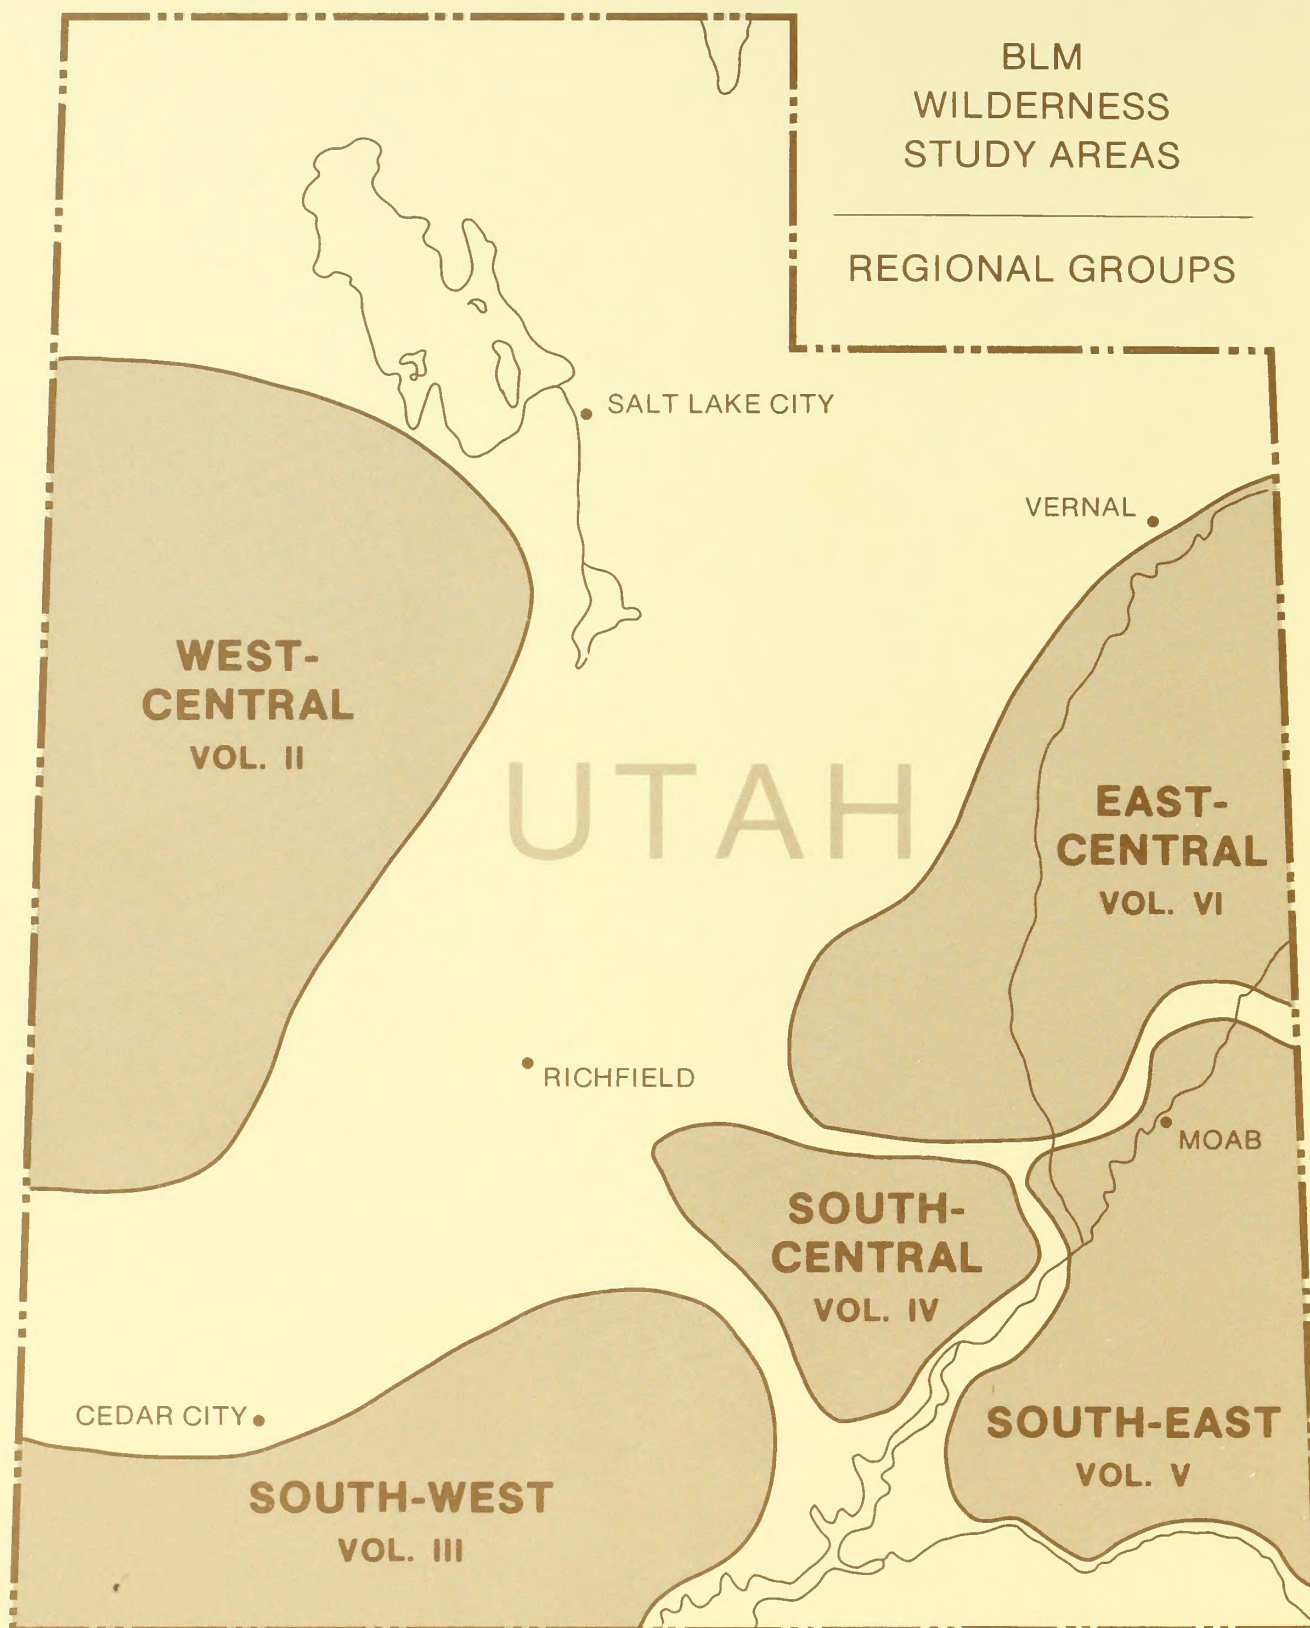 BLM
WILDERNESS
STUDY AREAS
REGIONAL GROUPS
SALT LAKE CITY
VERNAL
WEST-
CENTRAL
VOL. II
UTAH
EAST-
CENTRAL
VOL. VI
RICHFIELD
MOAB
SOUTH-
CENTRAL
VOL. IV
CEDAR CITY
SOUTH-EAST
VOL. V
SOUTH-WEST
VOL. III